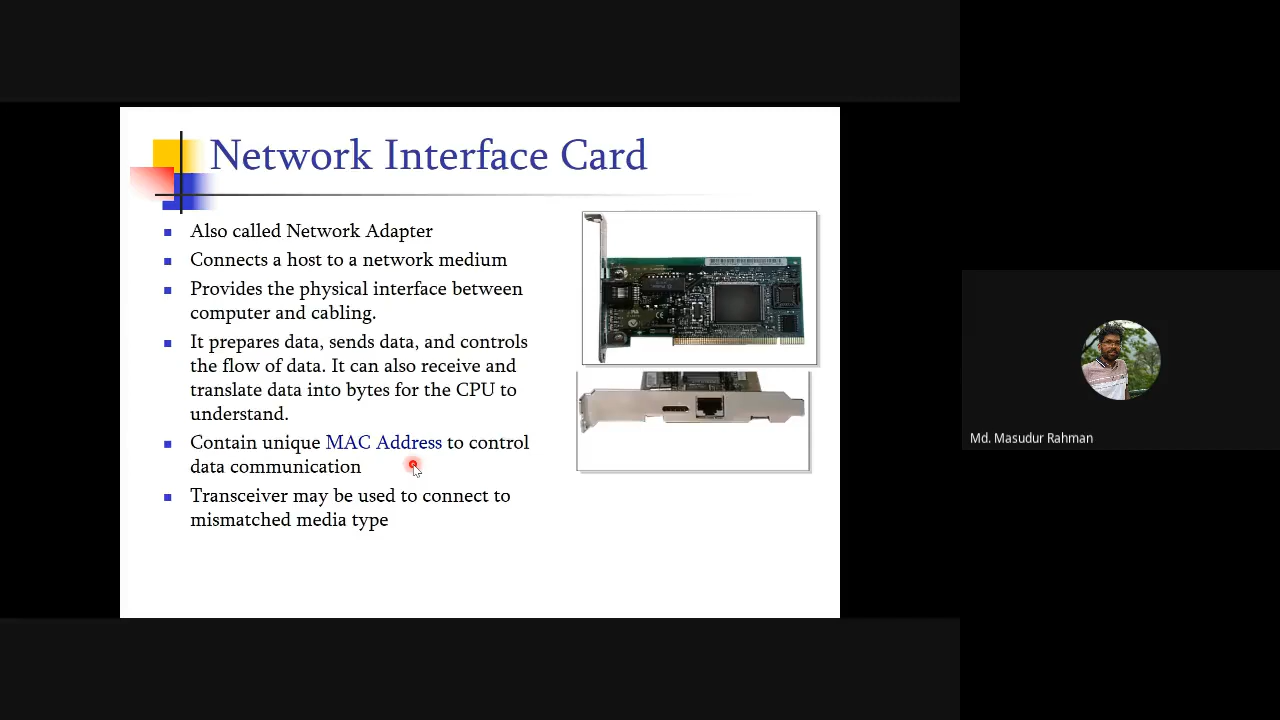 Network Interface Card
Also called Network Adapter
Connects a host to a network medium
Provides the physical interface between
computer and cabling.
It prepares data, sends data, and controls
the flow of data. It can also receive and
translate data into bytes for the CPU to
understand.
Contain unique MAC Address to control
data communication
Transceiver may be used to connect to
mismatched media type
Md. Masudur Rahman